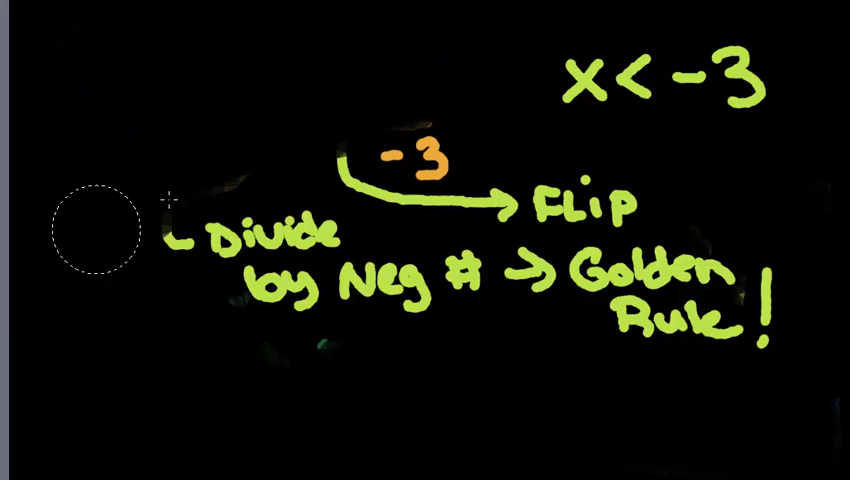 x < -3
-3
FLip
Divide
by Neg # → Golden
Rule!